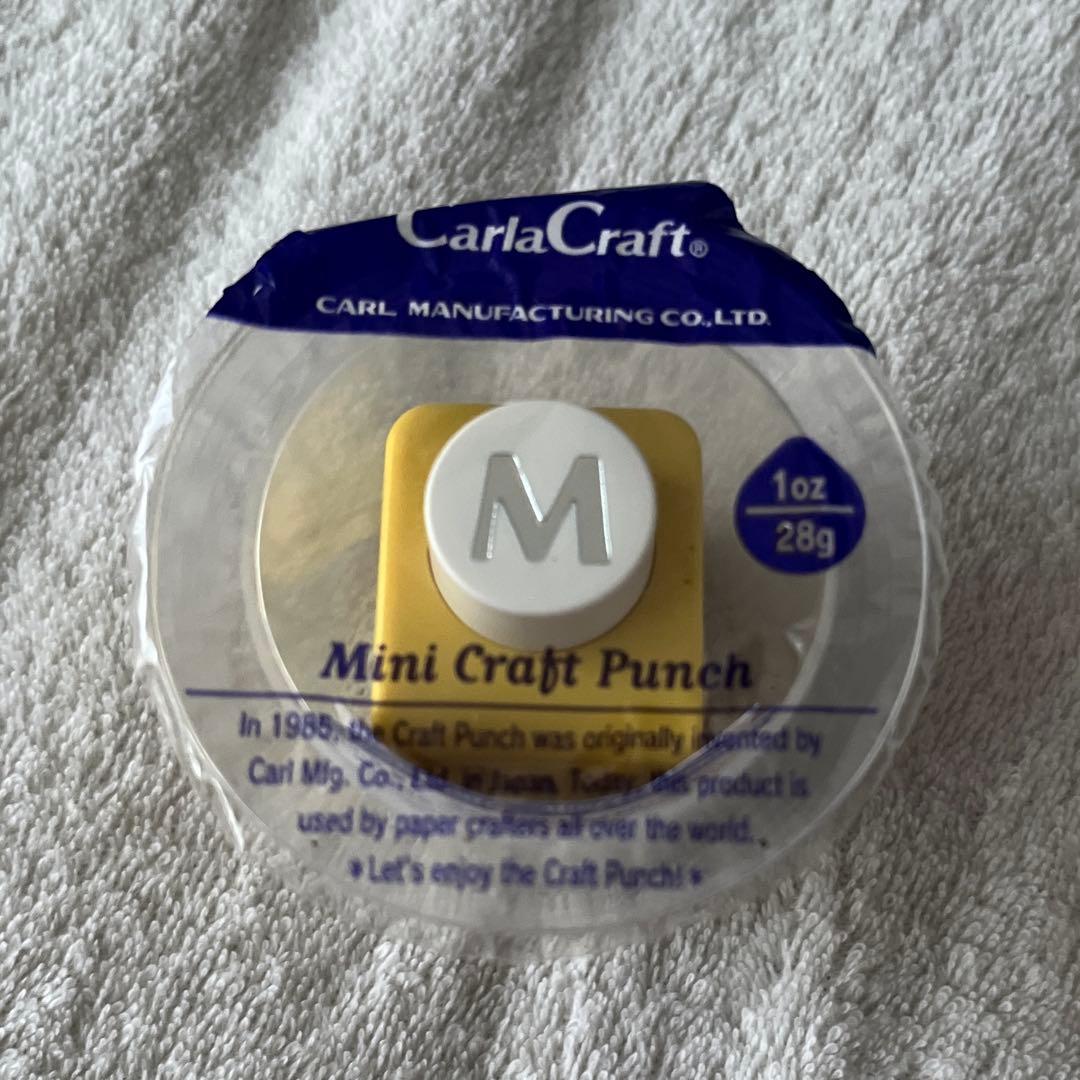 CarlaCraft®
CARL MANUFACTURING CO.,LTD.
M
1oz
28g
Mini Craft Punch
In 1985, the Craft Punch was originally invented by
Carl Mfg. Co., Ltd. in Japan. Today, this product is
used by paper crafters all over the world.
* Let's enjoy the Craft Punch! *